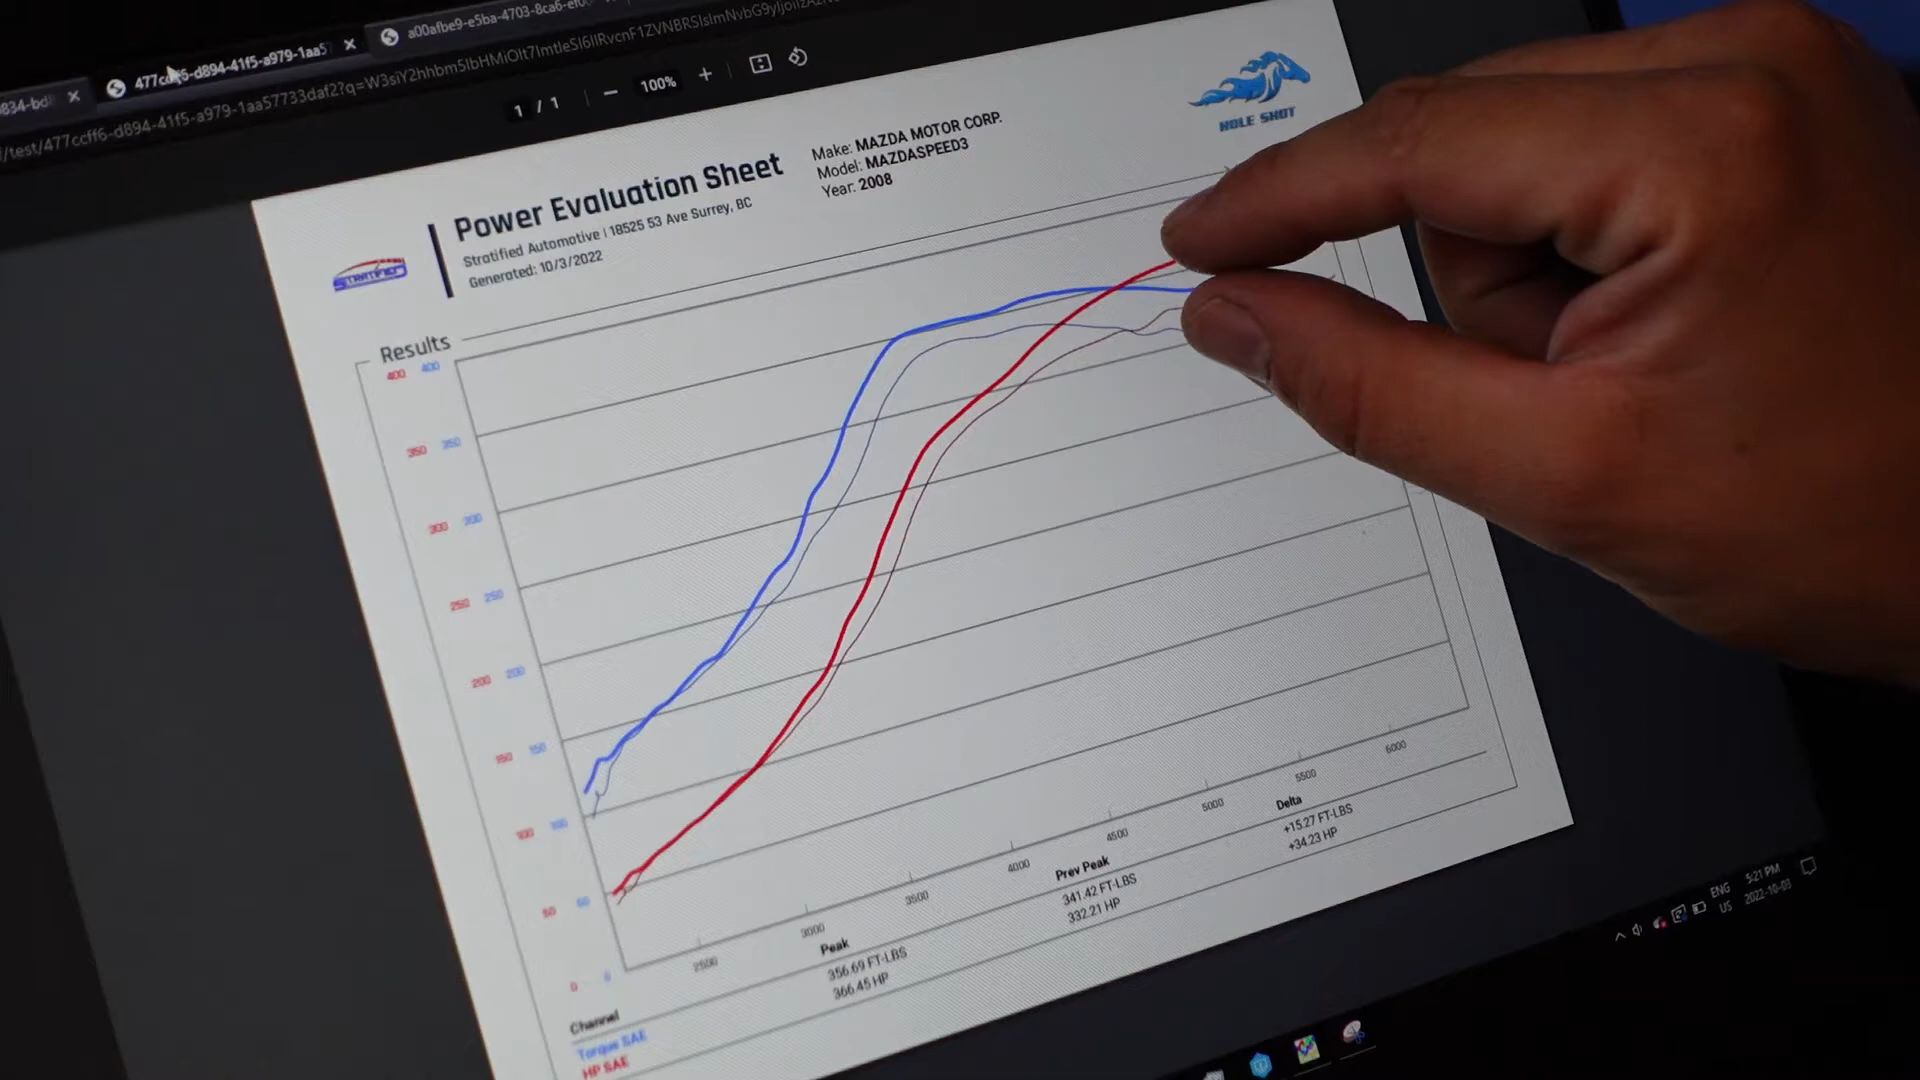 477ccff6-d894-41f5-a979-1aa5
a00afbe9-e5ba-4703-8ca6-ef0
/test/477ccff6-d894-41f5-a979-1aa57733daf2?q=
1 / 1
100%
HOLE SHOT
Power Evaluation Sheet
Stratified Automotive | 18525 53 Ave Surrey, BC
Generated: 10/3/2022
Make: MAZDA MOTOR CORP.
Model: MAZDASPEED3
Year: 2008
STRATIFIED
Results
400 400
350 350
300 300
250 250
200 200
150 150
100 100
50 50
0 0
2500 3000 3500 4000 4500 5000 5500 6000
Channel Peak Prev Peak Delta
Torque SAE 356.69 FT-LBS 341.42 FT-LBS +15.27 FT-LBS
HP SAE 366.45 HP 332.21 HP +34.23 HP
ENG
US
5:21 PM
2022-10-03